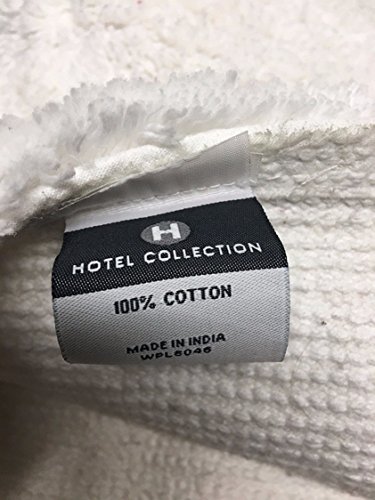 H
HOTEL COLLECTION
100% COTTON
MADE IN INDIA
WPL6046